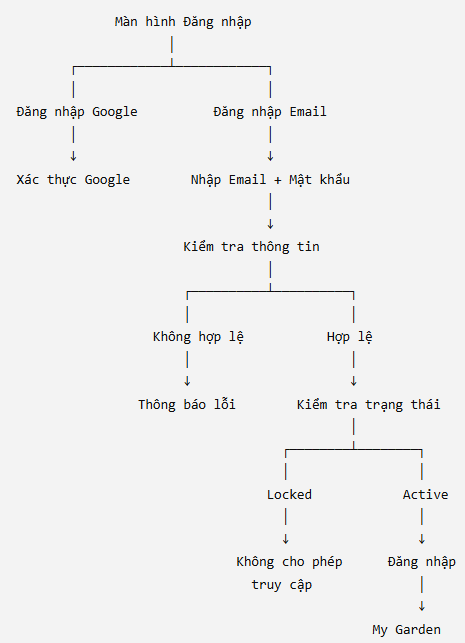 Màn hình Đăng nhập
Đăng nhập Google
Đăng nhập Email
Xác thực Google
Nhập Email + Mật khẩu
Kiểm tra thông tin
Không hợp lệ
Hợp lệ
Thông báo lỗi
Kiểm tra trạng thái
Locked
Active
Không cho phép
truy cập
Đăng nhập
My Garden